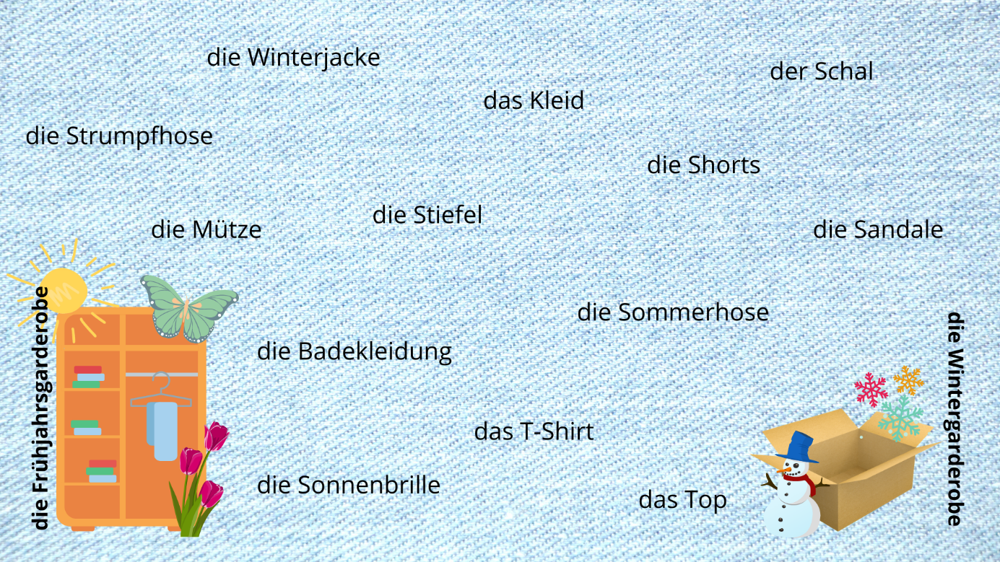 die Winterjacke
der Schal
das Kleid
die Strumpfhose
die Shorts
die Stiefel
die Mütze
die Sandale
die Sommerhose
die Badekleidung
das T-Shirt
die Sonnenbrille
das Top
die Frühjahrsgarderobe
die Wintergarderobe